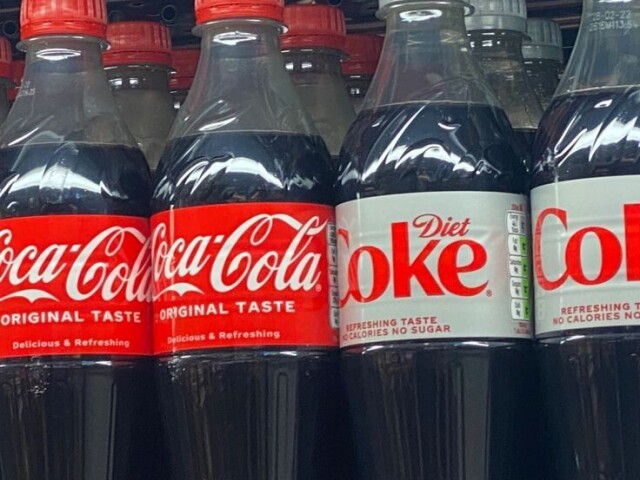 Coca-Cola
ORIGINAL TASTE
Delicious & Refreshing
Coca-Cola
ORIGINAL TASTE
Delicious & Refreshing
Diet
Coke
REFRESHING TASTE
NO CALORIES NO SUGAR
Co
REFRESHING T
NO CALORIES NO